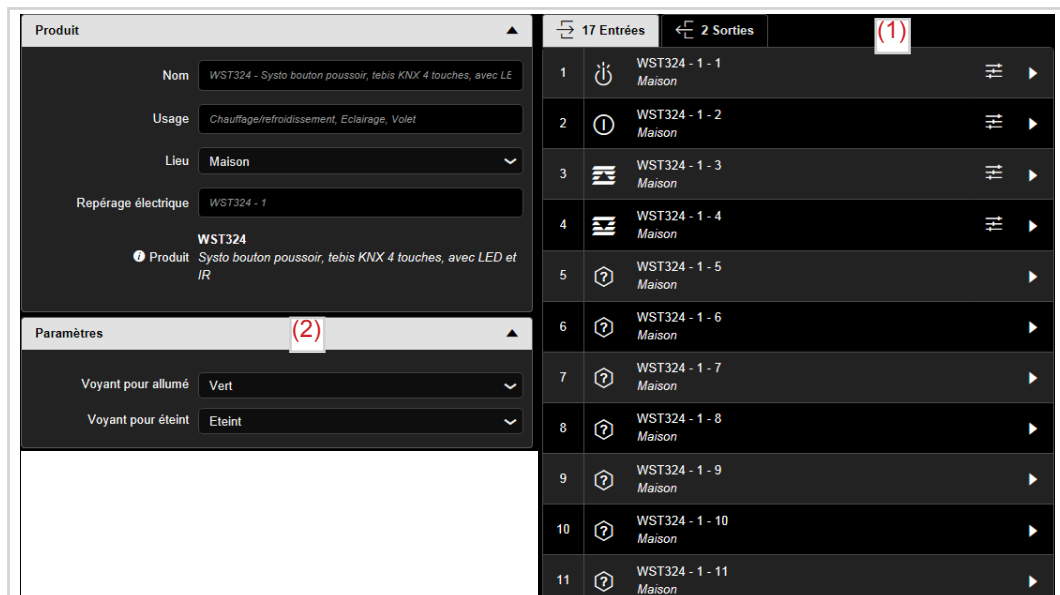 Produit
Nom WST324 - Systo bouton poussoir, tebis KNX 4 touches, avec LE
Usage Chauffage/refroidissement, Eclairage, Volet
Lieu Maison
Repérage électrique WST324 - 1
WST324
Produit Systo bouton poussoir, tebis KNX 4 touches, avec LED et
IR
Paramètres (2)
Voyant pour allumé Vert
Voyant pour éteint Eteint
17 Entrées 2 Sorties (1)
1 WST324 - 1 - 1
Maison
2 WST324 - 1 - 2
Maison
3 WST324 - 1 - 3
Maison
4 WST324 - 1 - 4
Maison
5 WST324 - 1 - 5
Maison
6 WST324 - 1 - 6
Maison
7 WST324 - 1 - 7
Maison
8 WST324 - 1 - 8
Maison
9 WST324 - 1 - 9
Maison
10 WST324 - 1 - 10
Maison
11 WST324 - 1 - 11
Maison